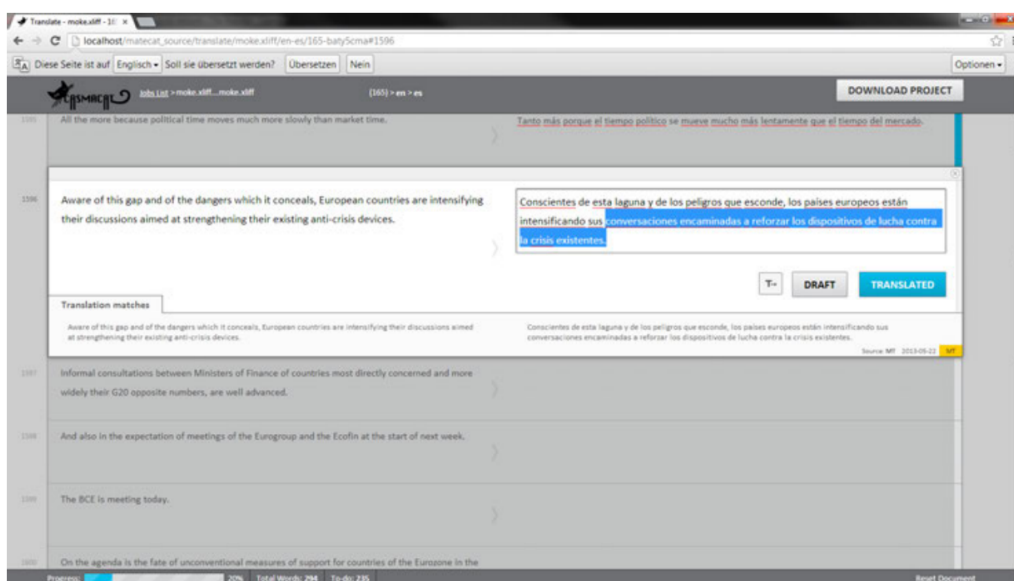 Translate - moke.xliff - 16
localhost/matecat_source/translate/moke.xliff/en-es/165-baty5cma#1596
Diese Seite ist auf Englisch Soll sie übersetzt werden? Übersetzen Nein Optionen
CASMACAT Jobs List > moke.xliff...moke.xliff (165) > en > es DOWNLOAD PROJECT
1595 All the more because political time moves much more slowly than market time. Tanto más porque el tiempo político se mueve mucho más lentamente que el tiempo del mercado.
1596 Aware of this gap and of the dangers which it conceals, European countries are intensifying
their discussions aimed at strengthening their existing anti-crisis devices.
Conscientes de esta laguna y de los peligros que esconde, los países europeos están
intensificando sus conversaciones encaminadas a reforzar los dispositivos de lucha contra
la crisis existentes.
DRAFT TRANSLATED
Translation matches
Aware of this gap and of the dangers which it conceals, European countries are intensifying their discussions aimed
at strengthening their existing anti-crisis devices.
Conscientes de esta laguna y de los peligros que esconde, los países europeos están intensificando sus
conversaciones encaminadas a reforzar los dispositivos de lucha contra la crisis existentes.
Source: MT 2013-05-22 MT
1597 Informal consultations between Ministers of Finance of countries most directly concerned and more
widely their G20 opposite numbers, are well advanced.
1598 And also in the expectation of meetings of the Eurogroup and the Ecofin at the start of next week.
1599 The BCE is meeting today.
1600 On the agenda is the fate of unconventional measures of support for countries of the Eurozone in the
Progress: 20% Total Words: 294 To-do: 235 Reset Document